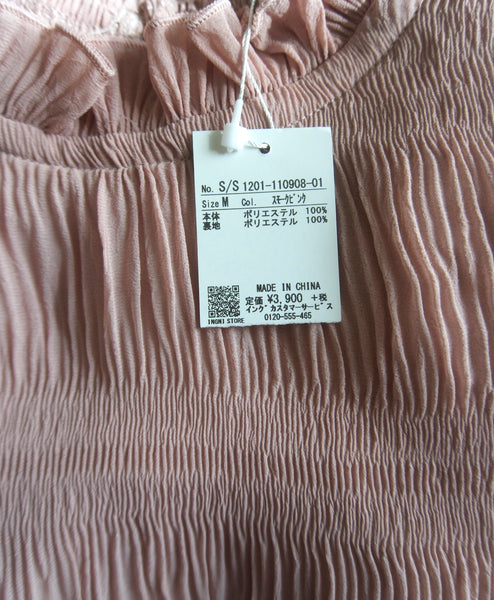 No. S/S 1201-110908-01
Size M Col. ｽﾓｰｸﾋﾟﾝｸ
本体 ポリエステル 100%
裏地 ポリエステル 100%
MADE IN CHINA
定価 ¥3,900 +税
イングカスタマーサービス
0120-555-465
INGNI STORE